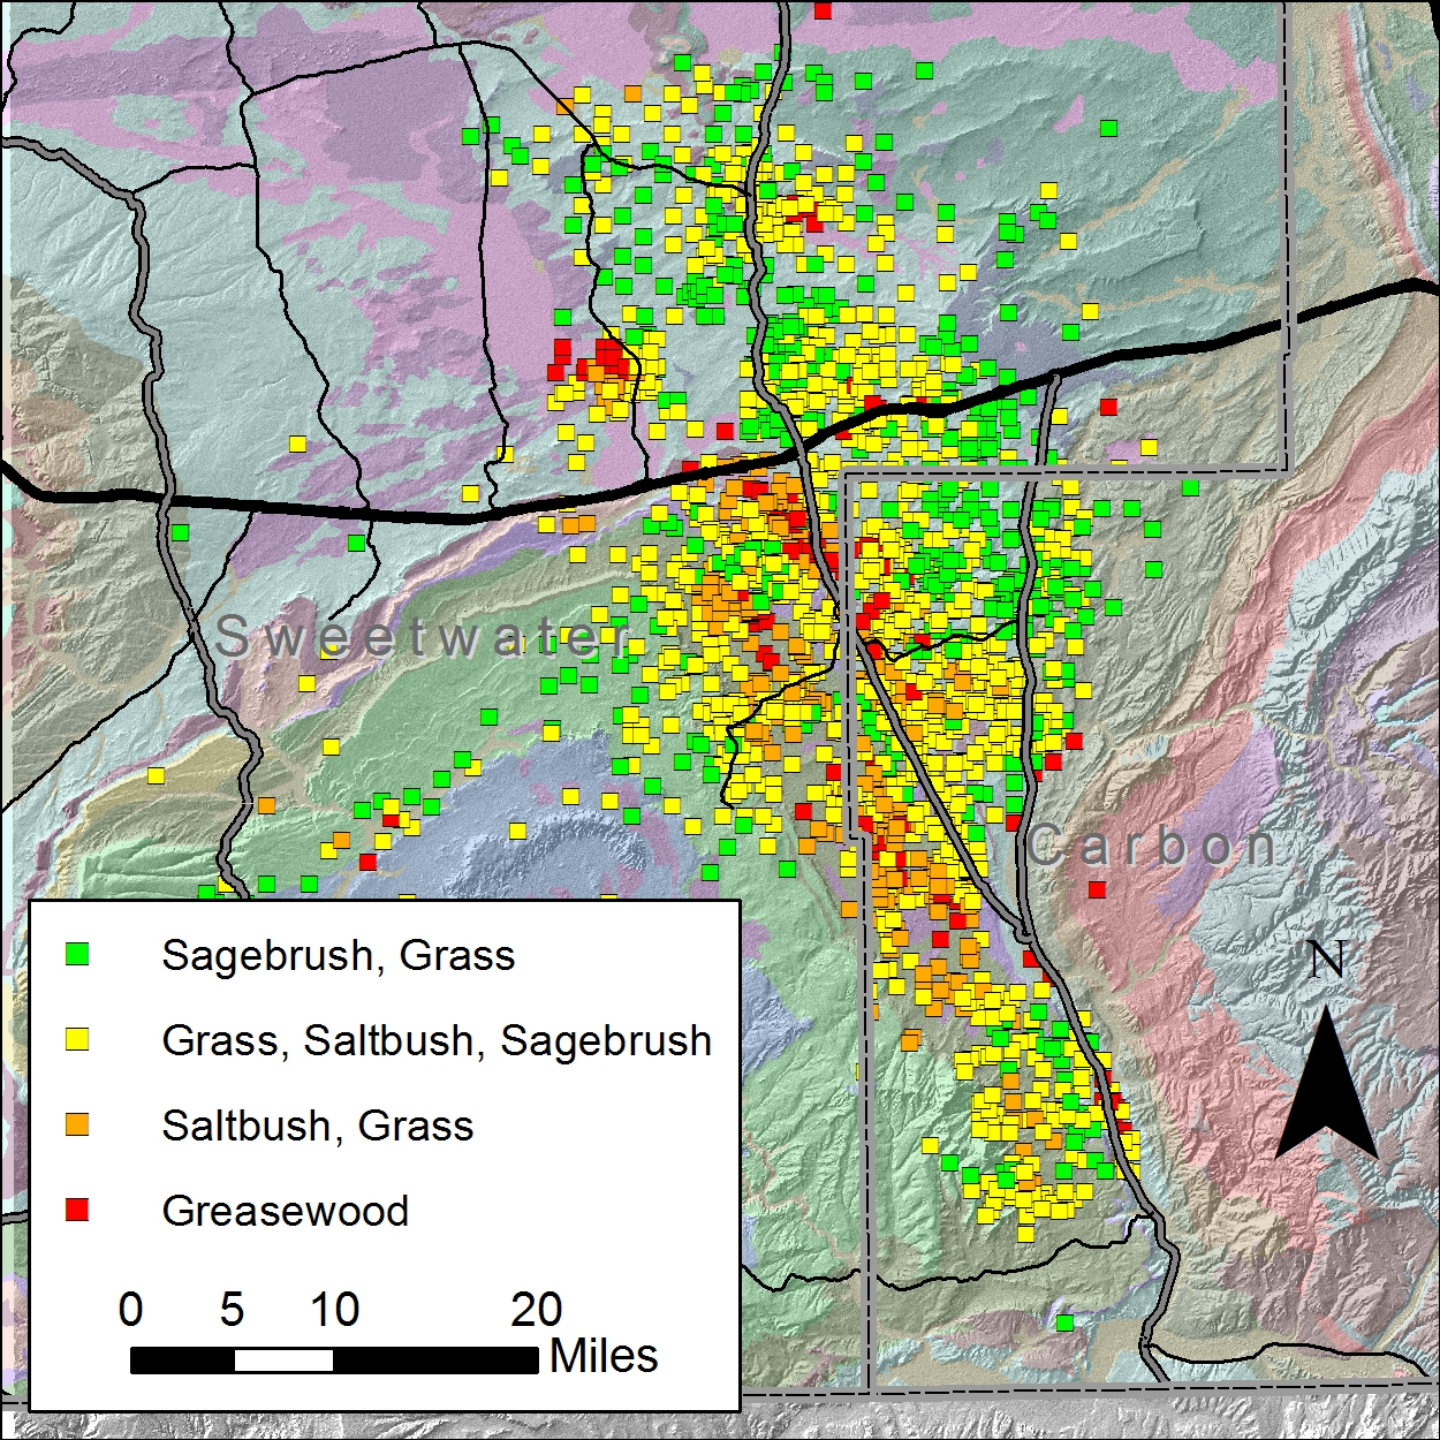 Sweetwater
Carbon
N
Sagebrush, Grass
Grass, Saltbush, Sagebrush
Saltbush, Grass
Greasewood
0 5 10 20
Miles